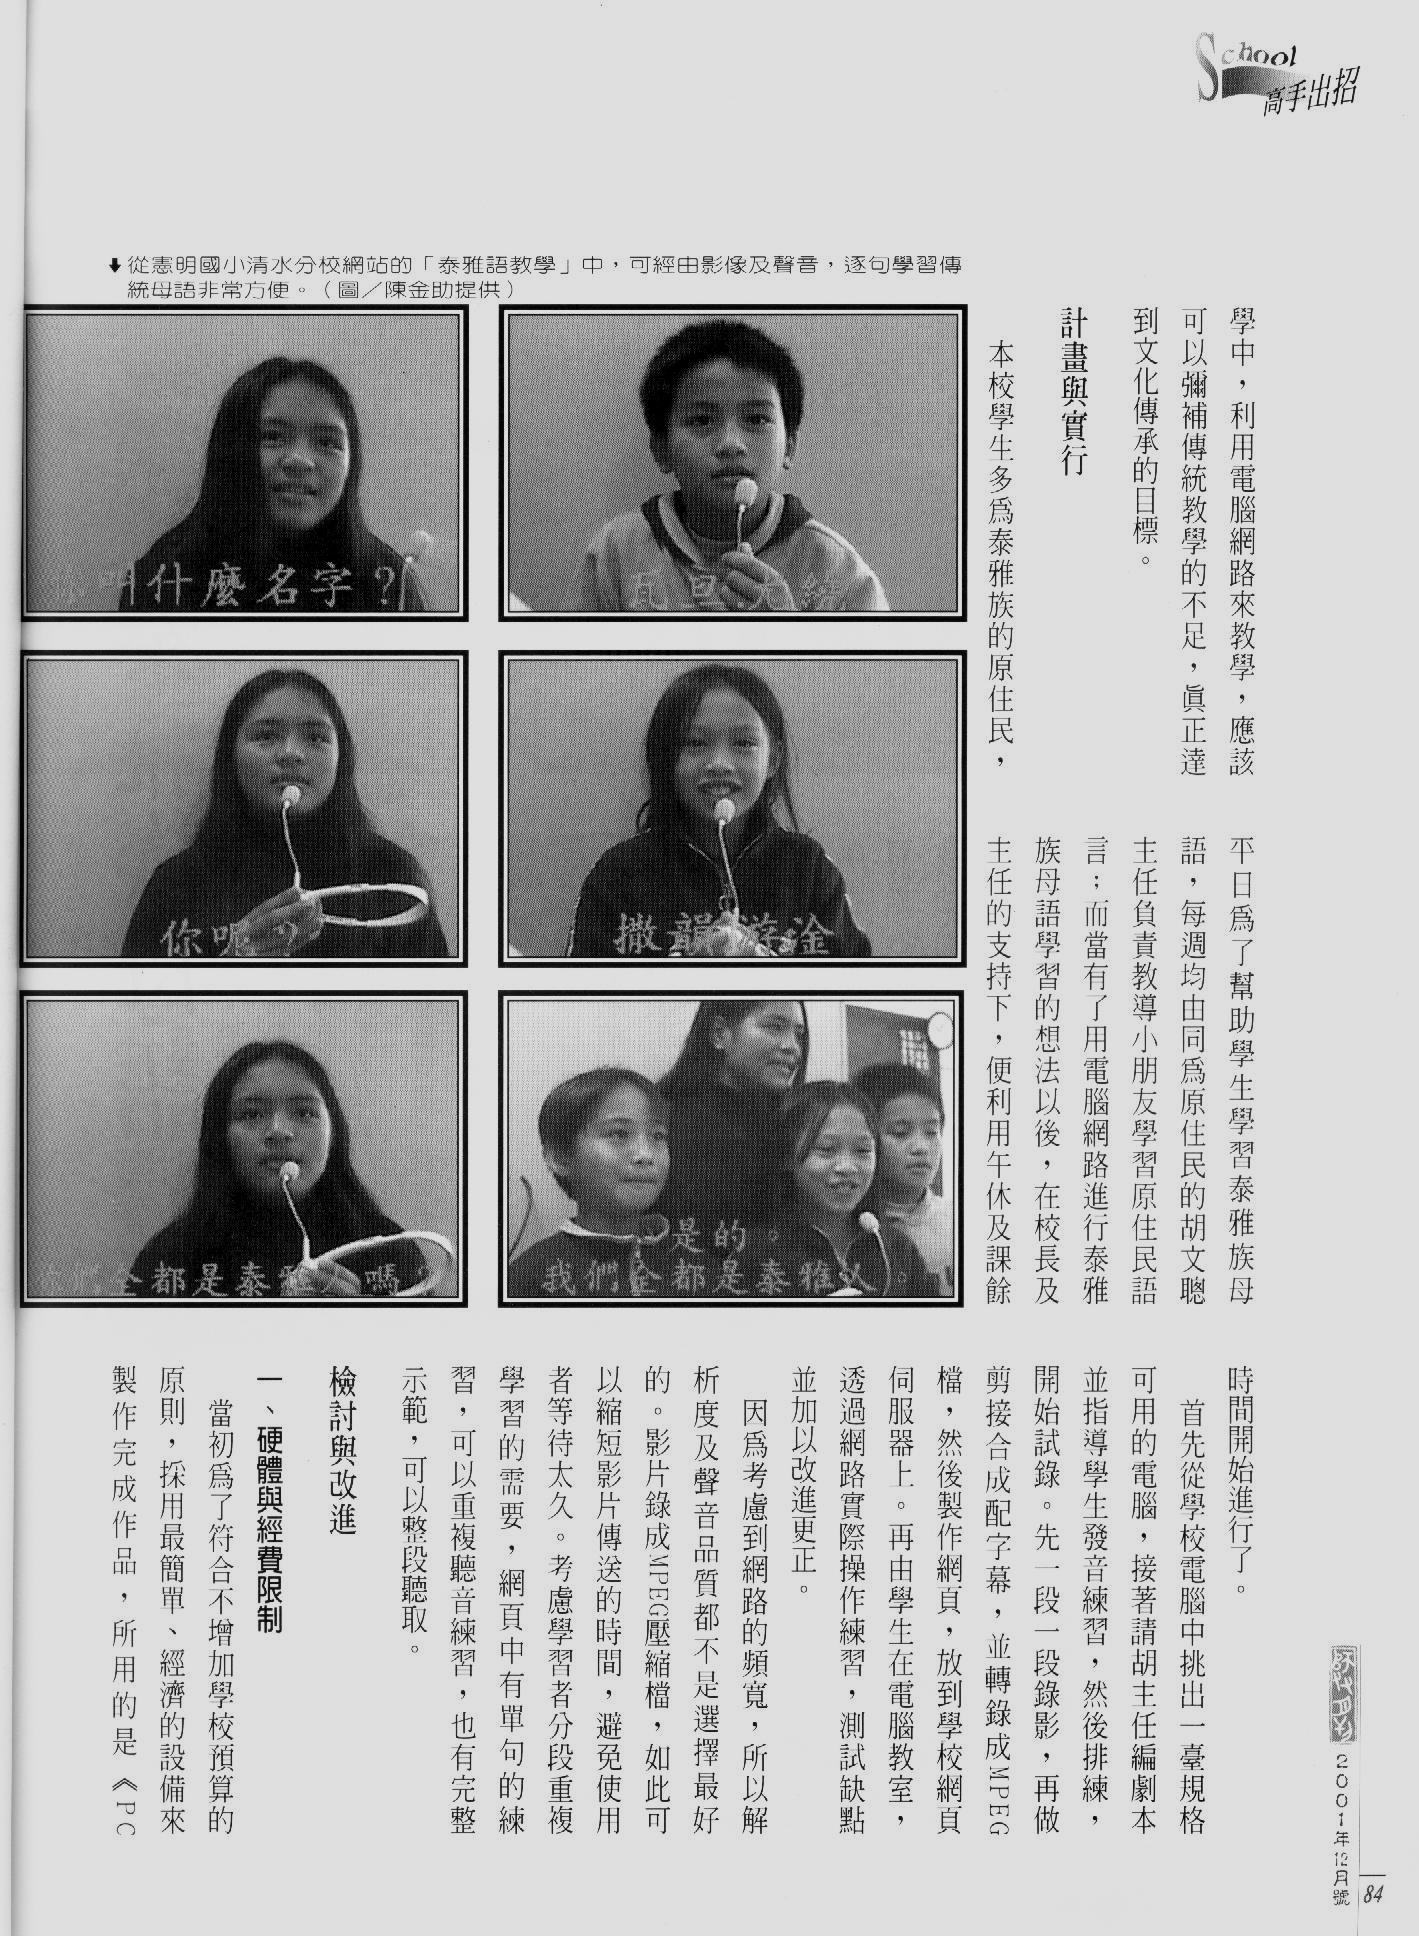 School
高手出招
⬇從憲明國小清水分校網站的「泰雅語教學」中，可經由影像及聲音，逐句學習傳
統母語非常方便。（圖／陳金助提供）
學中，利用電腦網路來教學，應該
可以彌補傳統教學的不足，眞正達
到文化傳承的目標。
計畫與實行
本校學生多爲泰雅族的原住民，
平日爲了幫助學生學習泰雅族母
語，每週均由同爲原住民的胡文聰
主任負責教導小朋友學習原住民語
言；而當有了用電腦網路進行泰雅
族母語學習的想法以後，在校長及
主任的支持下，便利用午休及課餘
時間開始進行了。
首先從學校電腦中挑出一臺規格
可用的電腦，接著請胡主任編劇本
並指導學生發音練習，然後排練，
開始試錄。先一段一段錄影，再做
剪接合成配字幕，並轉錄成MPEG
檔，然後製作網頁，放到學校網頁
伺服器上。再由學生在電腦教室，
透過網路實際操作練習，測試缺點
並加以改進更正。
因爲考慮到網路的頻寬，所以解
析度及聲音品質都不是選擇最好
的。影片錄成MPEG壓縮檔，如此可
以縮短影片傳送的時間，避免使用
者等待太久。考慮學習者分段重複
學習的需要，網頁中有單句的練
習，可以重複聽音練習，也有完整
示範，可以整段聽取。
檢討與改進
一、硬體與經費限制
當初爲了符合不增加學校預算的
原則，採用最簡單、經濟的設備來
製作完成作品，所用的是《PC
叫什麼名字？
瓦旦
你呢？
撒韻 淦
們全都是泰雅人嗎？
是的。
我們全都是泰雅人。
2001年12月號
84